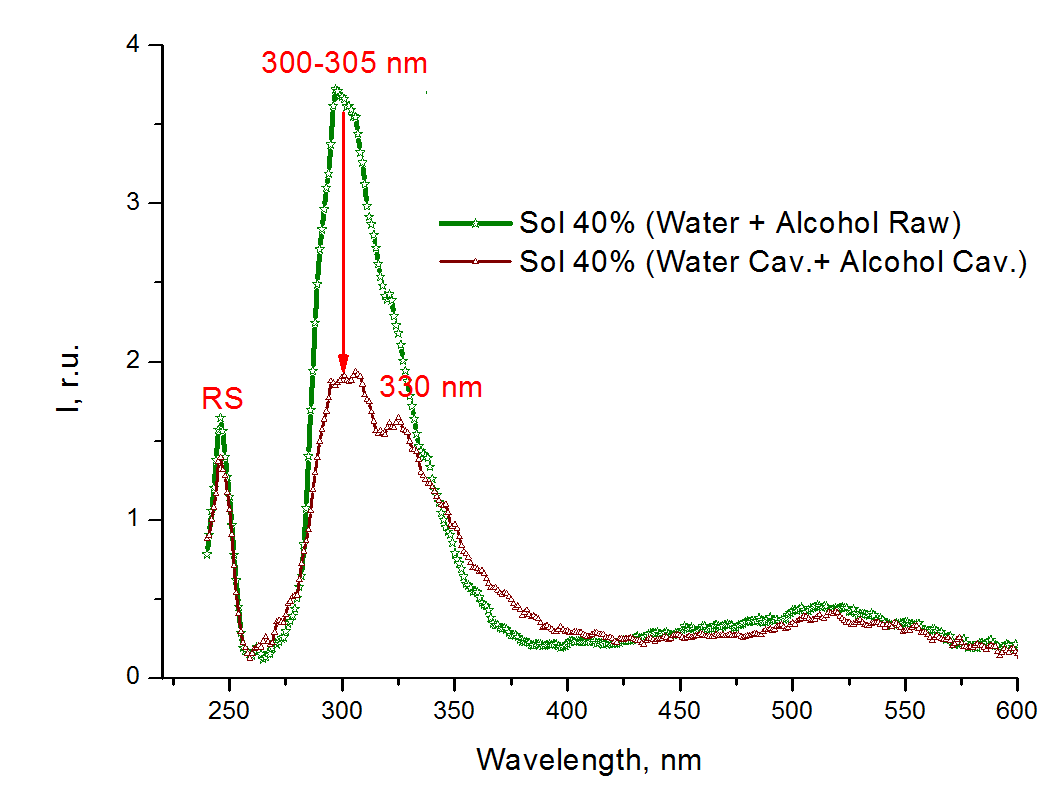 4
300-305 nm
3
Sol 40% (Water + Alcohol Raw)
Sol 40% (Water Cav.+ Alcohol Cav.)
I, r.u.
2
330 nm
RS
1
0
250 300 350 400 450 500 550 600
Wavelength, nm